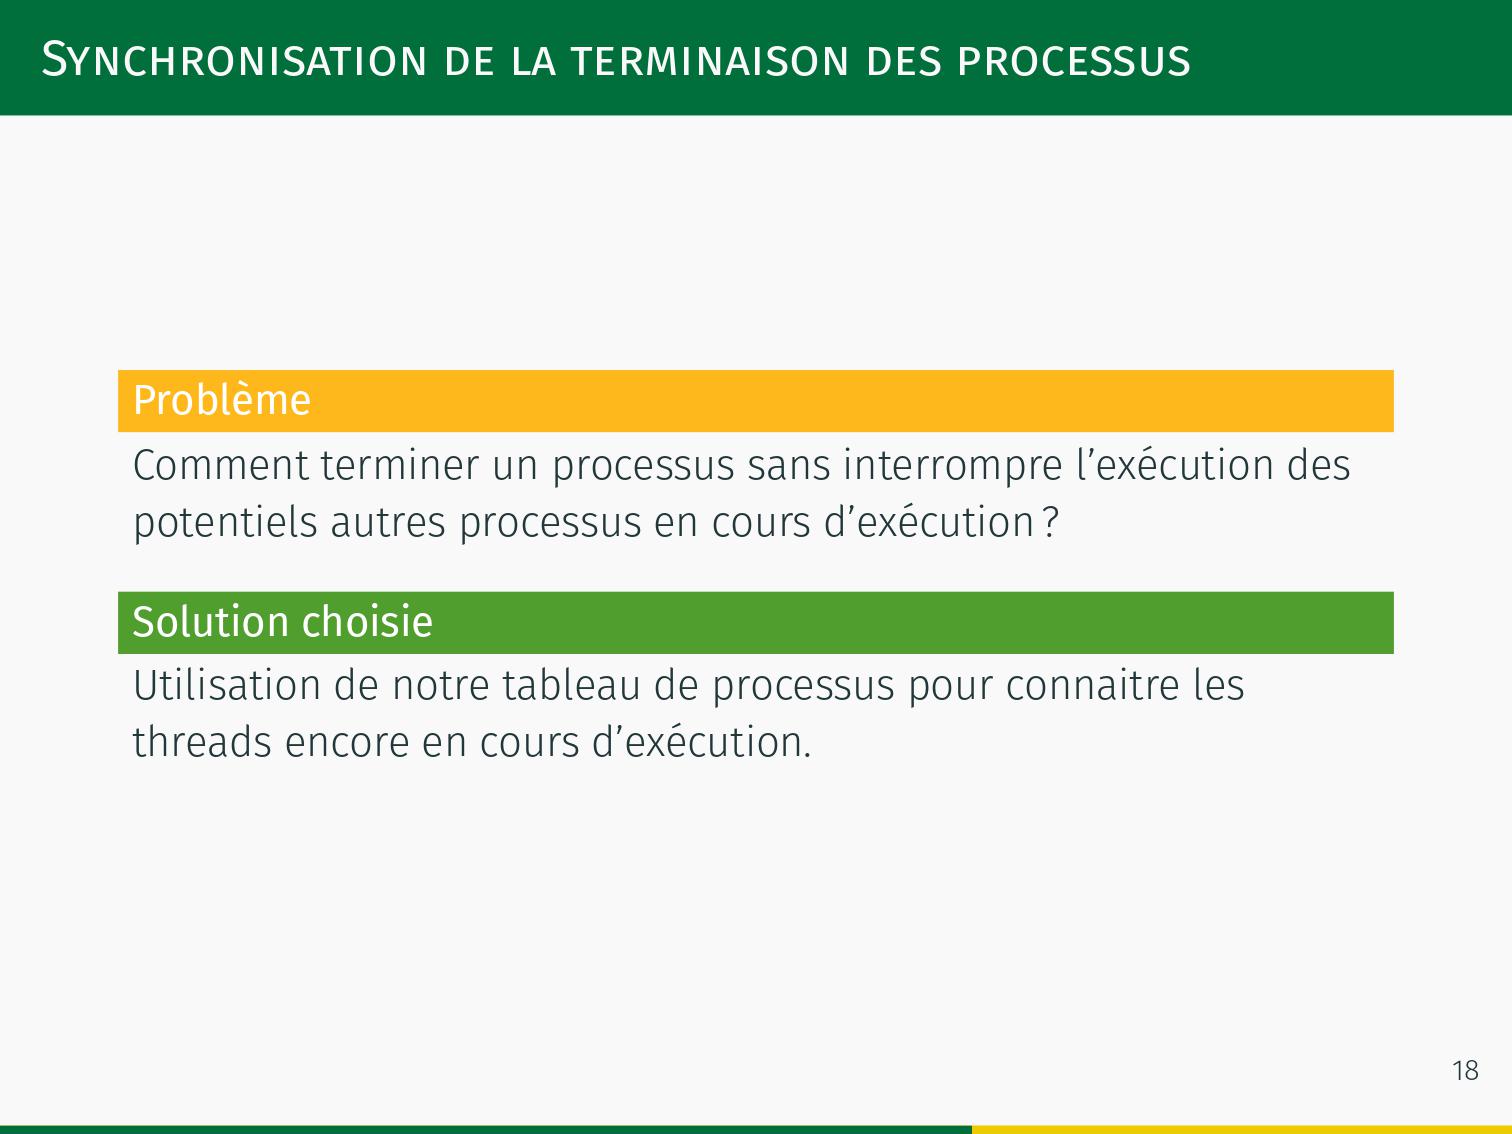 Synchronisation de la terminaison des processus
Problème
Comment terminer un processus sans interrompre l’exécution des
potentiels autres processus en cours d’exécution ?
Solution choisie
Utilisation de notre tableau de processus pour connaitre les
threads encore en cours d’exécution.
18